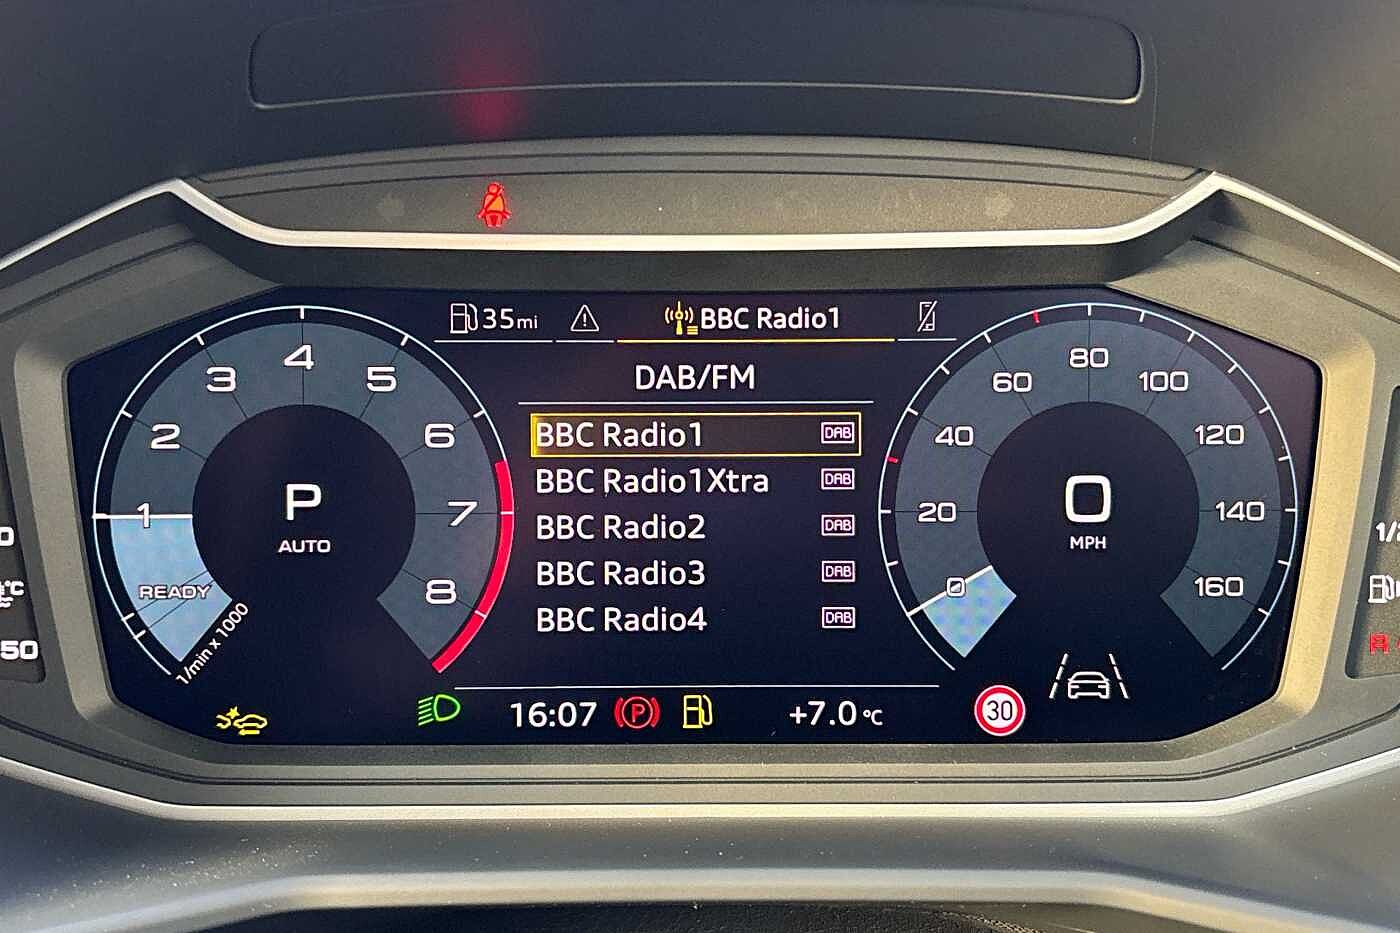 35mi
BBC Radio1
DAB/FM
BBC Radio1 DAB
BBC Radio1Xtra DAB
BBC Radio2 DAB
BBC Radio3 DAB
BBC Radio4 DAB
1
2
3
4
5
6
7
8
P
AUTO
READY
1/min x 1000
0
20
40
60
80
100
120
140
160
0
MPH
16:07
P
+7.0 °C
30
°C
50